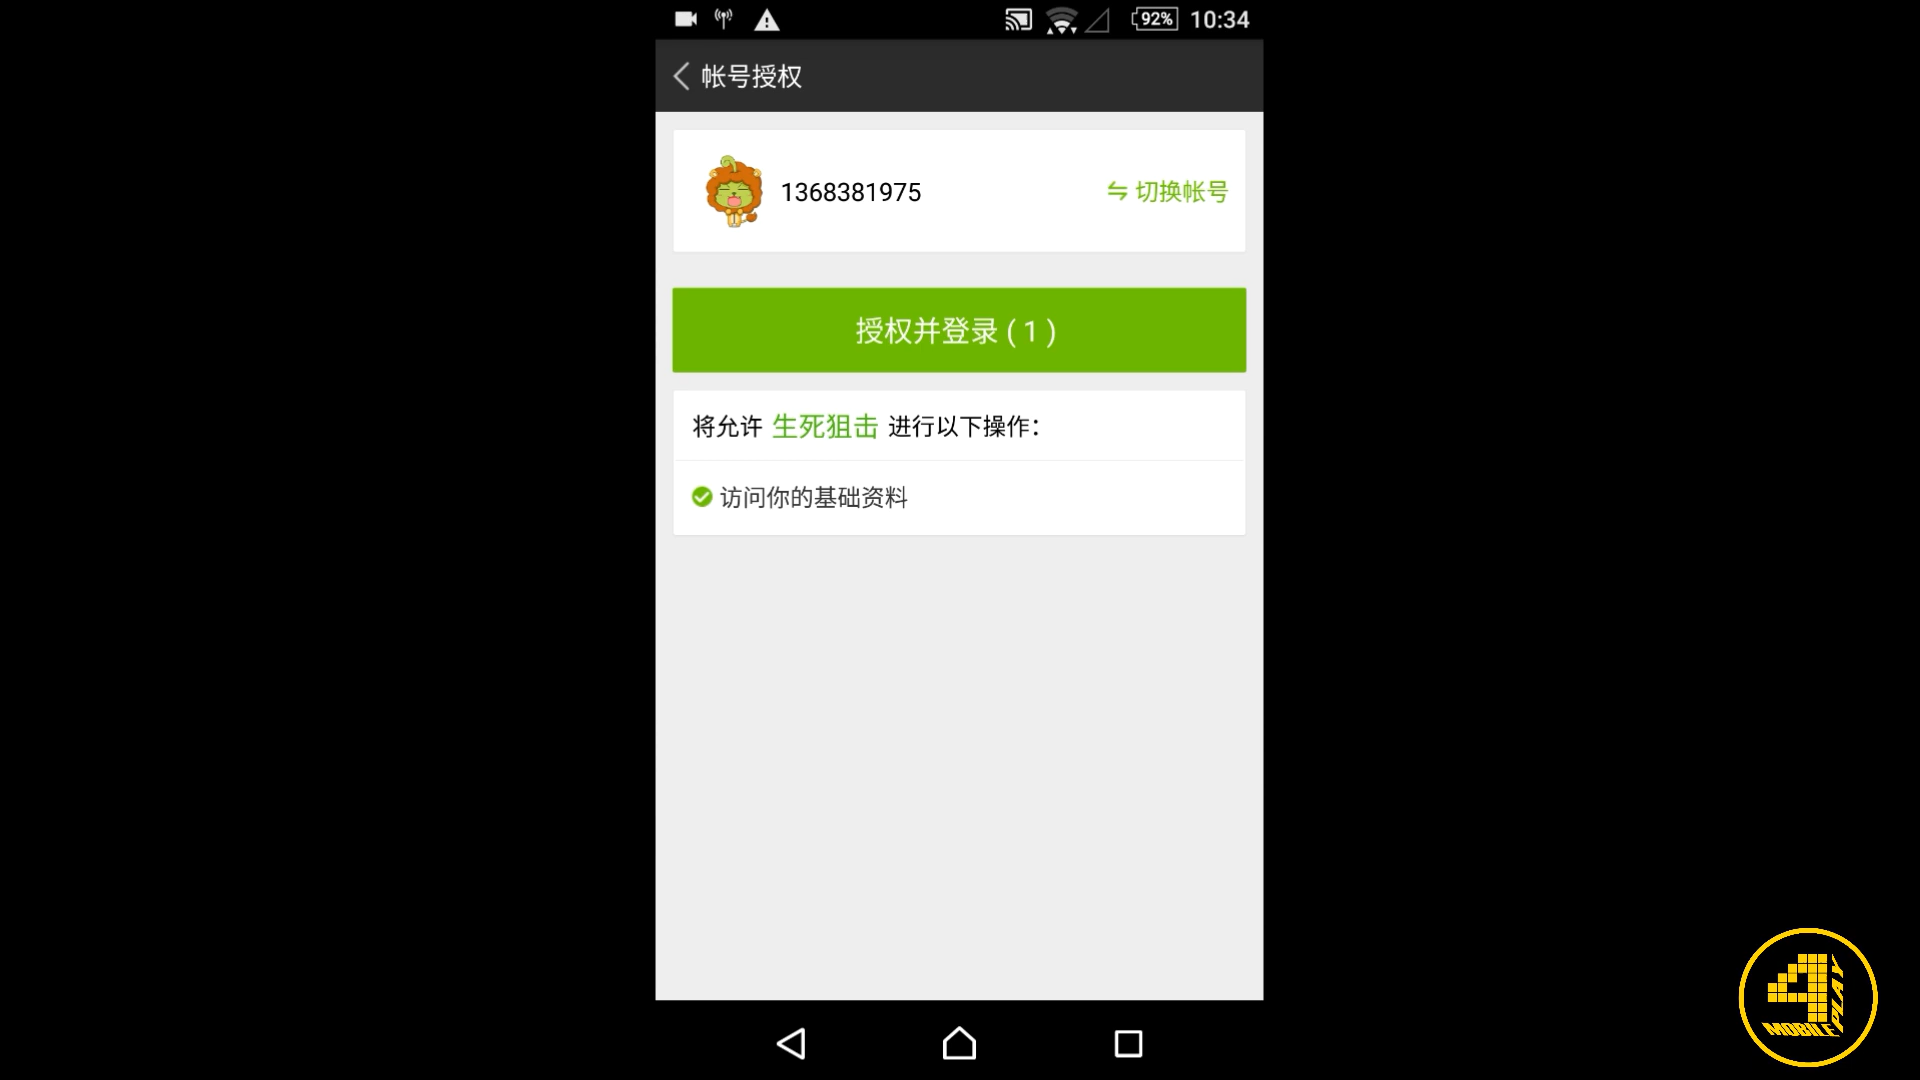 92% 10:34
帐号授权
1368381975
切换帐号
授权并登录 ( 1 )
将允许 生死狙击 进行以下操作：
访问你的基础资料
4
MOBILE
PLAY